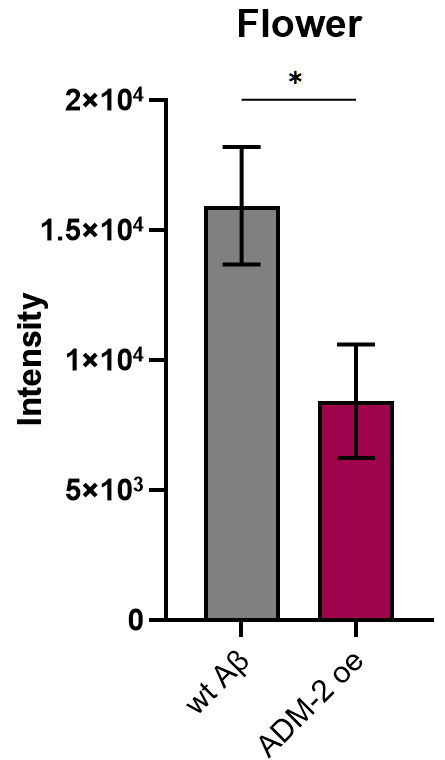 Flower
*
2×10⁴
1.5×10⁴
1×10⁴
5×10³
0
Intensity
wt Aβ
ADM-2 oe